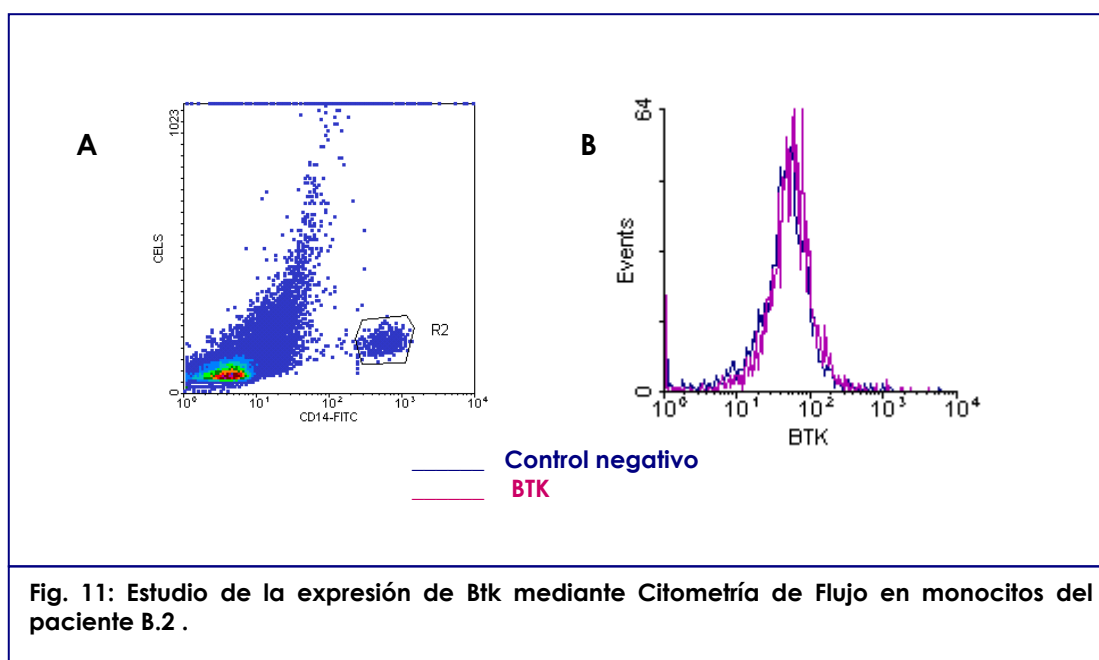 A
1023
CELS
0
R2
10⁰ 10¹ 10² 10³ 10⁴
CD14-FITC
B
64
Events
0
10⁰ 10¹ 10² 10³ 10⁴
BTK
Control negativo
BTK
Fig. 11: Estudio de la expresión de Btk mediante Citometría de Flujo en monocitos del
paciente B.2 .